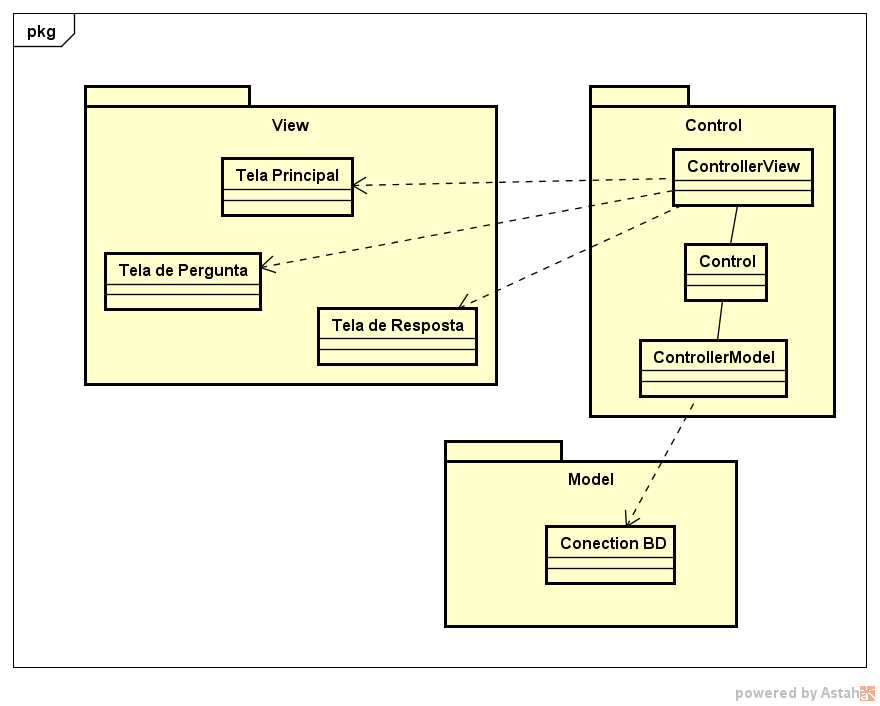 pkg
View
Tela Principal
Tela de Pergunta
Tela de Resposta
Control
ControllerView
Control
ControllerModel
Model
Conection BD
powered by Astah